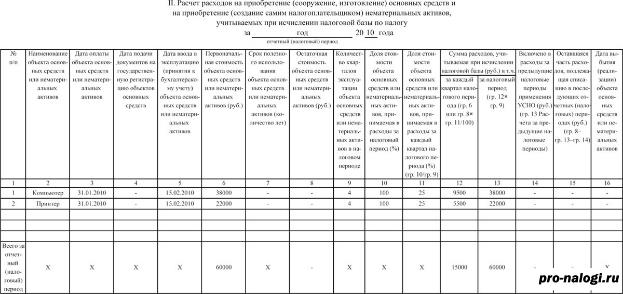 II. Расчет расходов на приобретение (сооружение, изготовление) основных средств и
на приобретение (создание самим налогоплательщиком) нематериальных активов,
учитываемых при исчислении налоговой базы по налогу
за год 20 10 года
отчетный (налоговый) период
№ п/п
Наименование объекта основных средств или нематериальных активов
Дата оплаты объекта основных средств или нематериальных активов
Дата подачи документов на государственную регистрацию объектов основных средств
Дата ввода в эксплуатацию (принятия к бухгалтерскому учету) объекта основных средств или нематериальных активов
Первоначальная стоимость объекта основных средств или нематериальных активов (руб.)
Срок полезного использования объекта основных средств или нематериальных активов (количество лет)
Остаточная стоимость объекта основных средств или нематериальных активов (руб.)
Количество кварталов эксплуатации объекта основных средств или нематериальных активов в налоговом периоде
Доля стоимости объекта основных средств или нематериальных активов, принимаемая в расходы за налоговый период (%)
Доля стоимости объекта основных средств или нематериальных активов, принимаемая в расходы за каждый квартал налогового периода (%) (гр. 10/гр. 9)
Сумма расходов, учитываемая при исчислении налоговой базы (руб.) в т.ч.
за каждый квартал налогового периода (гр. 6 или гр. 8× гр. 11/100)
за налоговый период (гр. 12× гр. 9)
Включено в расходы за предыдущие налоговые периоды применения УСНО (руб.) (гр. 13 Расчета за предыдущие налоговые периоды)
Оставшаяся часть расходов, подлежащая списанию в последующих отчетных (налоговых) периодах (руб.) (гр. 8–гр. 13–гр. 14)
Дата выбытия (реализации) объекта основных средств или нематериальных активов
1 2 3 4 5 6 7 8 9 10 11 12 13 14 15 16
1 Компьютер 31.01.2010 - 15.02.2010 38000 - - 4 100 25 9500 38000 - - -
2 Принтер 31.01.2010 - 15.02.2010 22000 - - 4 100 25 5500 22000 - - -
Всего за отчетный (налоговый) период X X X X 60000 X - X X X 15000 60000 - - X
pro-nalogi.ru